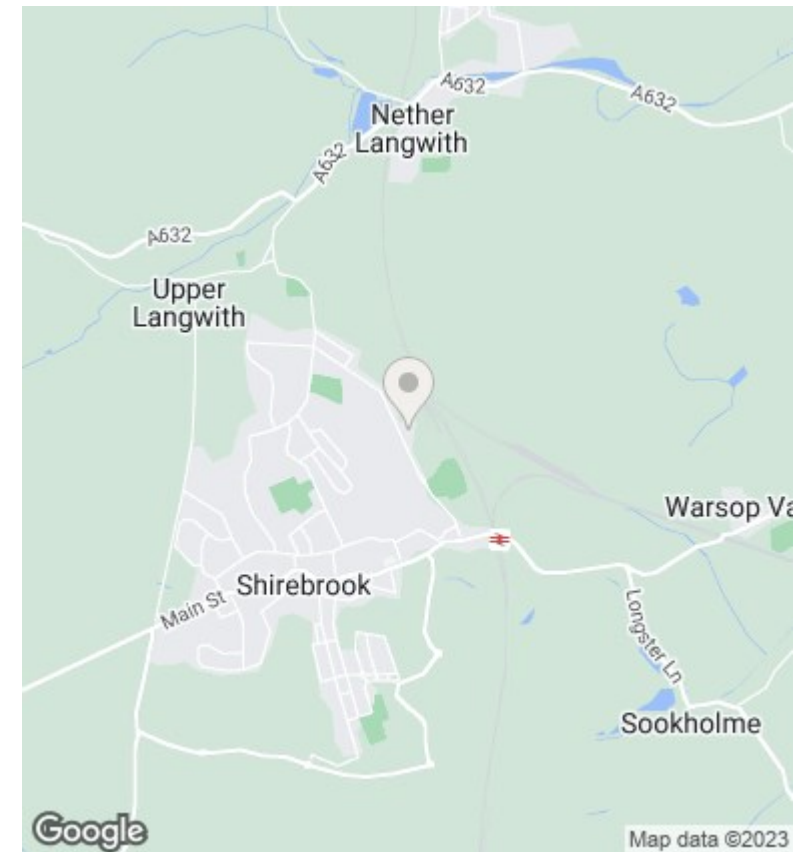 A632
A632
Nether
Langwith
A632
A632
Upper
Langwith
Warsop Va
Shirebrook
Main St
Longster Ln
Sookholme
Google
Map data ©2023